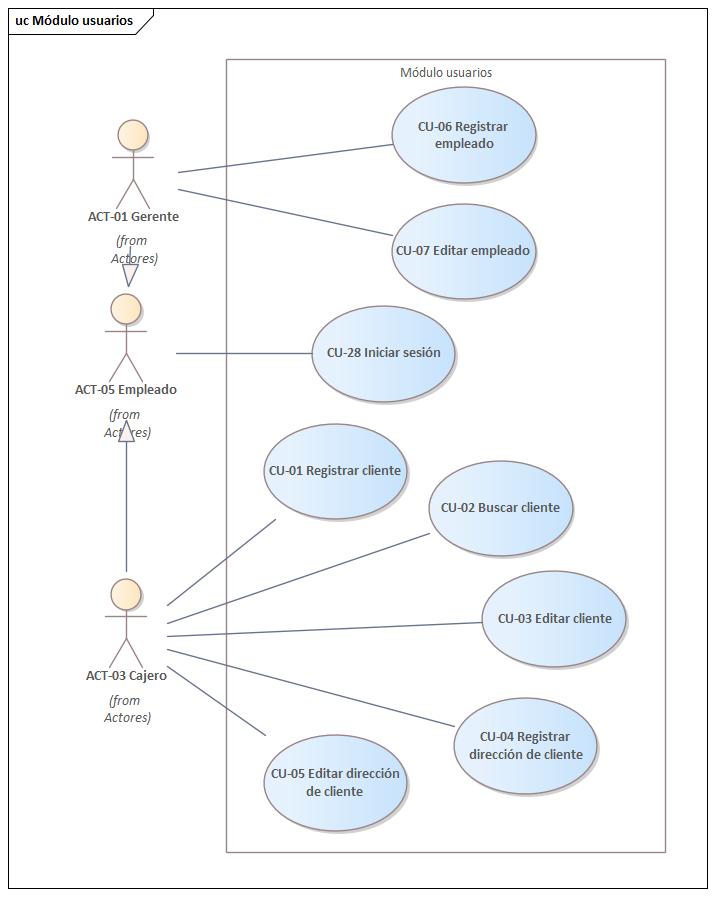 uc Módulo usuarios
Módulo usuarios
CU-06 Registrar
empleado
ACT-01 Gerente
(from
Actores)
CU-07 Editar empleado
CU-28 Iniciar sesión
ACT-05 Empleado
(from
Actores)
CU-01 Registrar cliente
CU-02 Buscar cliente
CU-03 Editar cliente
ACT-03 Cajero
(from
Actores)
CU-04 Registrar
dirección de cliente
CU-05 Editar dirección
de cliente